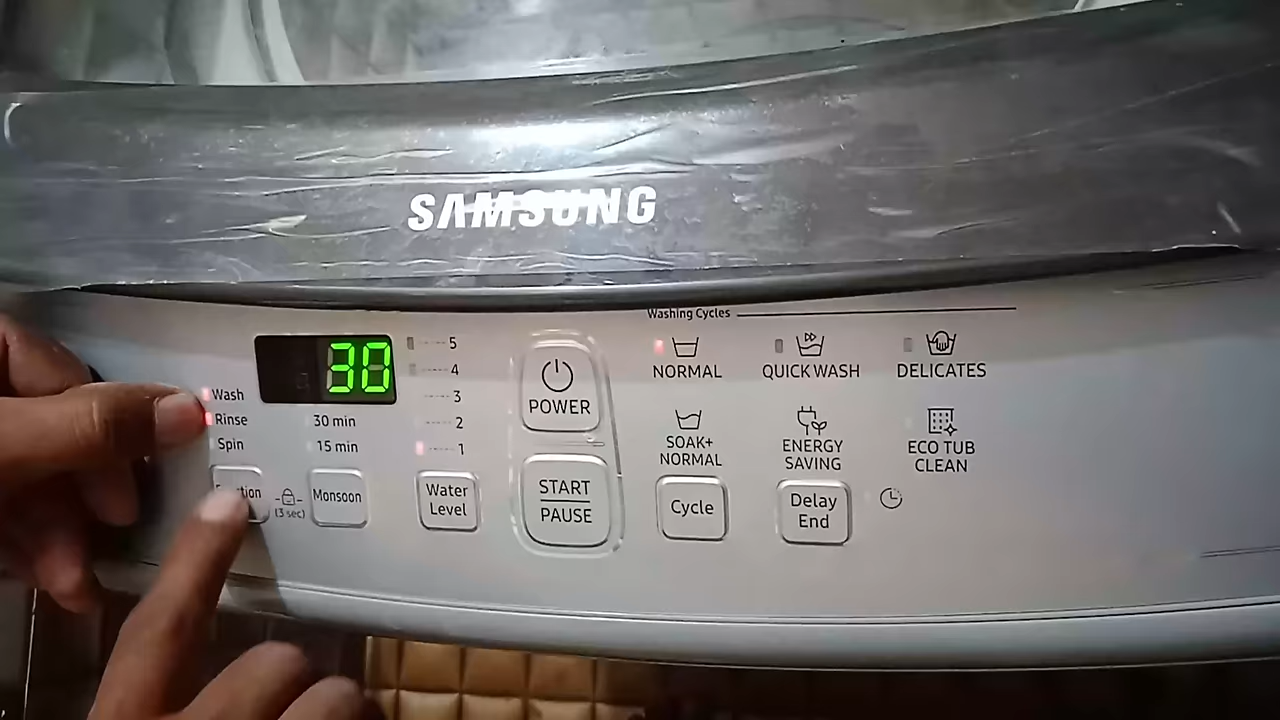 SAMSUNG
Washing Cycles
30
Wash
Rinse
Spin
30 min
15 min
(3 sec)
Monsoon
5
4
3
2
1
Water
Level
POWER
START
PAUSE
NORMAL
QUICK WASH
DELICATES
SOAK+
NORMAL
ENERGY
SAVING
ECO TUB
CLEAN
Cycle
Delay
End